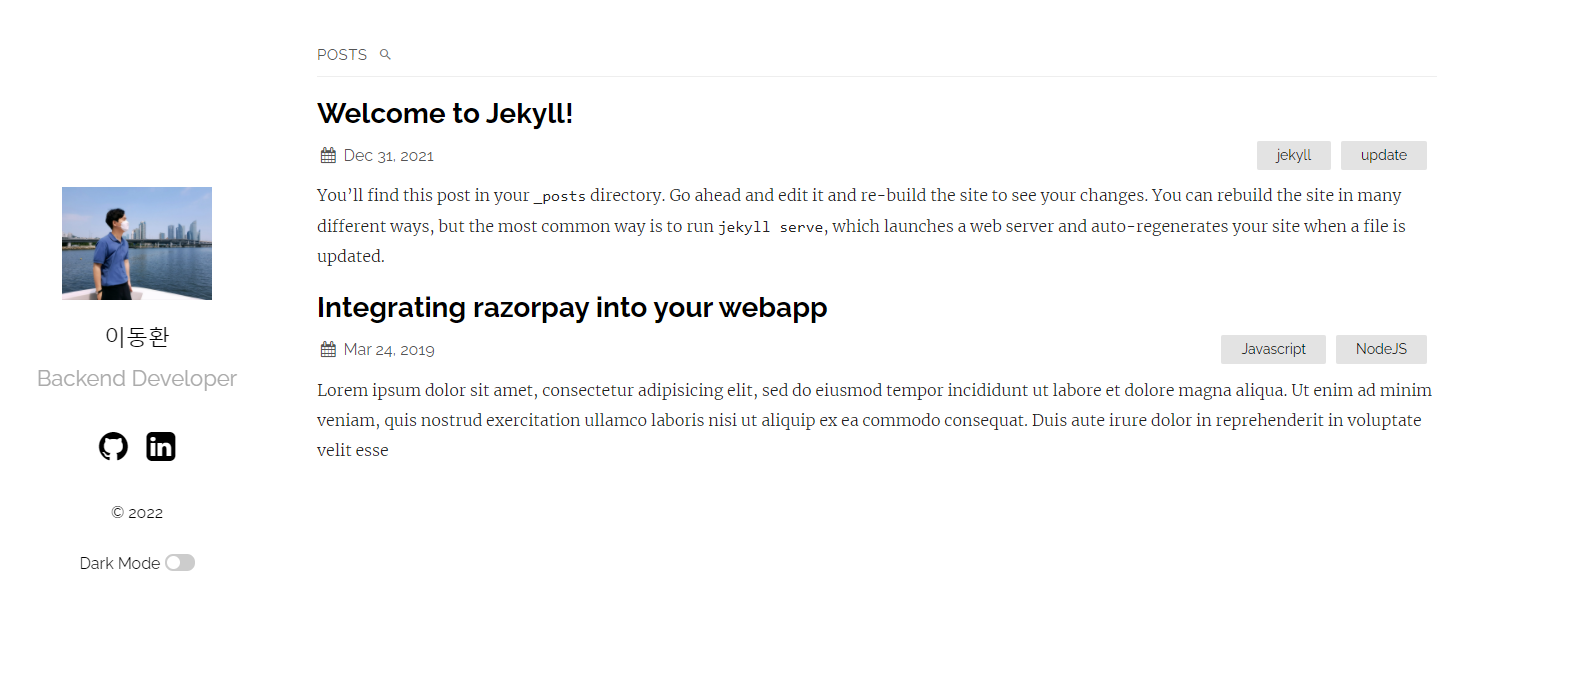 POSTS
Welcome to Jekyll!
Dec 31, 2021
jekyll
update
You’ll find this post in your _posts directory. Go ahead and edit it and re-build the site to see your changes. You can rebuild the site in many
different ways, but the most common way is to run jekyll serve, which launches a web server and auto-regenerates your site when a file is
updated.
Integrating razorpay into your webapp
Mar 24, 2019
Javascript
NodeJS
Lorem ipsum dolor sit amet, consectetur adipisicing elit, sed do eiusmod tempor incididunt ut labore et dolore magna aliqua. Ut enim ad minim
veniam, quis nostrud exercitation ullamco laboris nisi ut aliquip ex ea commodo consequat. Duis aute irure dolor in reprehenderit in voluptate
velit esse
이동환
Backend Developer
in
© 2022
Dark Mode